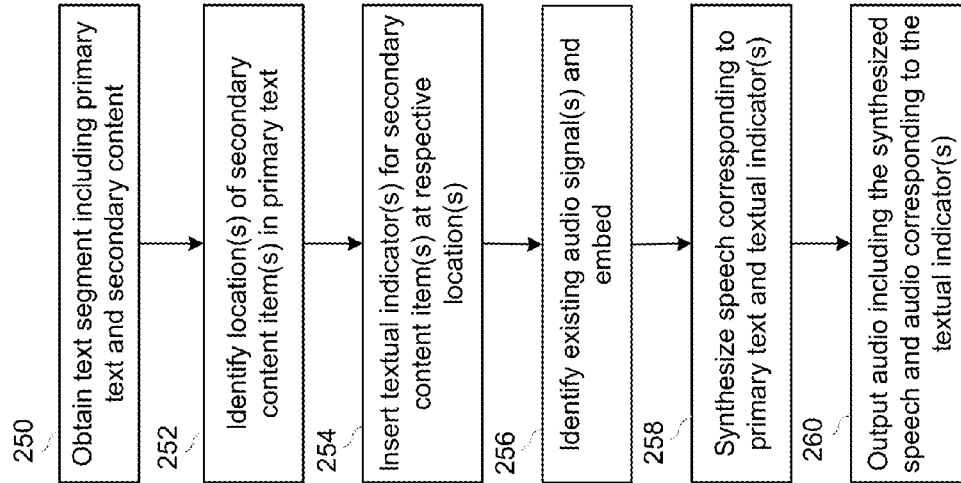 250
Obtain text segment including primary
text and secondary content
252
Identify location(s) of secondary
content item(s) in primary text
254
Insert textual indicator(s) for secondary
content item(s) at respective
location(s)
256
Identify existing audio signal(s) and
embed
258
Synthesize speech corresponding to
primary text and textual indicator(s)
260
Output audio including the synthesized
speech and audio corresponding to the
textual indicator(s)